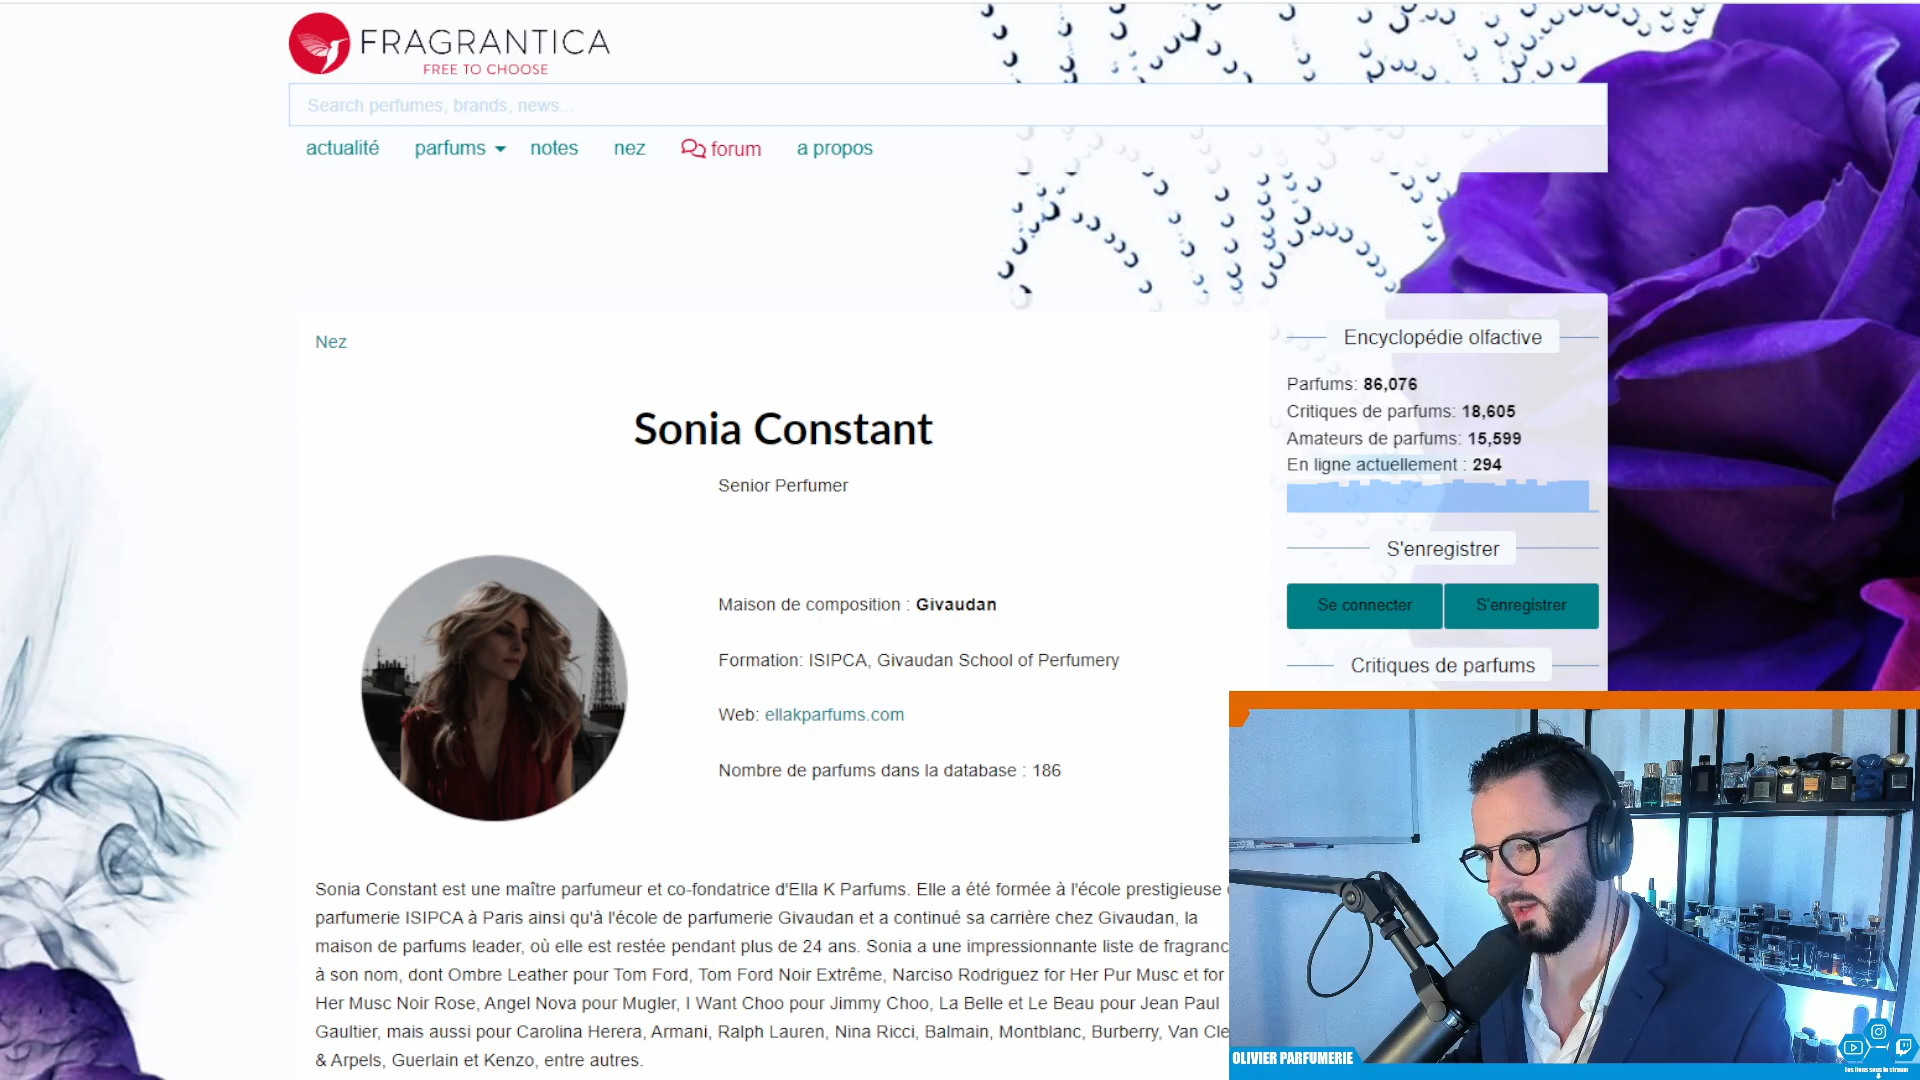 FRAGRANTICA
FREE TO CHOOSE
Search perfumes, brands, news...
actualité parfums notes nez forum a propos
Nez
Sonia Constant
Senior Perfumer
Maison de composition : Givaudan
Formation: ISIPCA, Givaudan School of Perfumery
Web: ellakparfums.com
Nombre de parfums dans la database : 186
Sonia Constant est une maître parfumeur et co-fondatrice d'Ella K Parfums. Elle a été formée à l'école prestigieuse
parfumerie ISIPCA à Paris ainsi qu'à l'école de parfumerie Givaudan et a continué sa carrière chez Givaudan, la
maison de parfums leader, où elle est restée pendant plus de 24 ans. Sonia a une impressionnante liste de fragranc
à son nom, dont Ombre Leather pour Tom Ford, Tom Ford Noir Extrême, Narciso Rodriguez for Her Pur Musc et for
Her Musc Noir Rose, Angel Nova pour Mugler, I Want Choo pour Jimmy Choo, La Belle et Le Beau pour Jean Paul
Gaultier, mais aussi pour Carolina Herera, Armani, Ralph Lauren, Nina Ricci, Balmain, Montblanc, Burberry, Van Cle
& Arpels, Guerlain et Kenzo, entre autres.
Encyclopédie olfactive
Parfums: 86,076
Critiques de parfums: 18,605
Amateurs de parfums: 15,599
En ligne actuellement : 294
S'enregistrer
Se connecter S'enregistrer
Critiques de parfums
OLIVIER PARFUMERIE
Les liens sous le stream